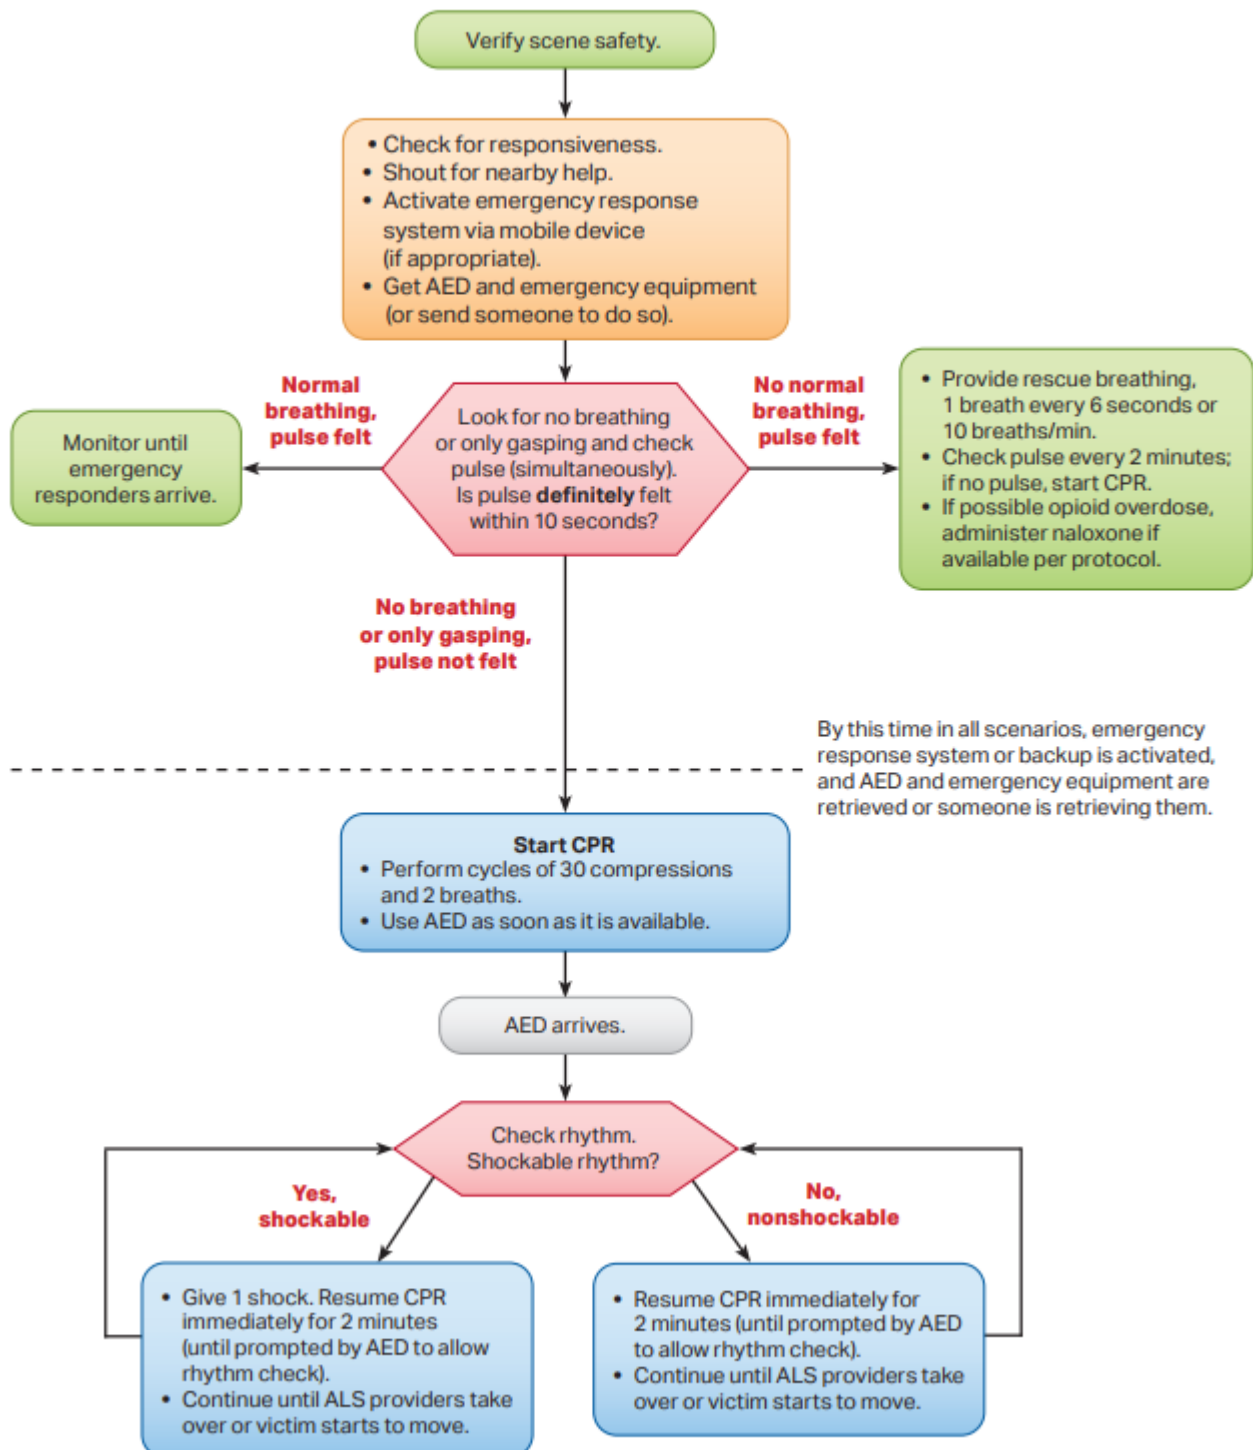 Verify scene safety.
• Check for responsiveness.
• Shout for nearby help.
• Activate emergency response
system via mobile device
(if appropriate).
• Get AED and emergency equipment
(or send someone to do so).
Normal
breathing,
pulse felt
Monitor until
emergency
responders arrive.
Look for no breathing
or only gasping and check
pulse (simultaneously).
Is pulse definitely felt
within 10 seconds?
No normal
breathing,
pulse felt
• Provide rescue breathing,
1 breath every 6 seconds or
10 breaths/min.
• Check pulse every 2 minutes;
if no pulse, start CPR.
• If possible opioid overdose,
administer naloxone if
available per protocol.
No breathing
or only gasping,
pulse not felt
By this time in all scenarios, emergency
response system or backup is activated,
and AED and emergency equipment are
retrieved or someone is retrieving them.
Start CPR
• Perform cycles of 30 compressions
and 2 breaths.
• Use AED as soon as it is available.
AED arrives.
Check rhythm.
Shockable rhythm?
Yes,
shockable
No,
nonshockable
• Give 1 shock. Resume CPR
immediately for 2 minutes
(until prompted by AED to allow
rhythm check).
• Continue until ALS providers take
over or victim starts to move.
• Resume CPR immediately for
2 minutes (until prompted by AED
to allow rhythm check).
• Continue until ALS providers take
over or victim starts to move.